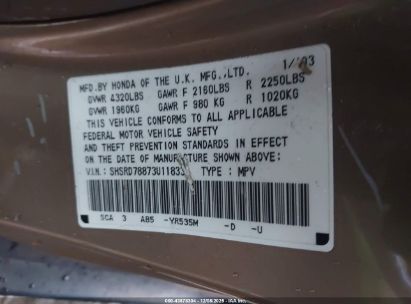 MFD.BY HONDA OF THE U.K. MFG.,LTD. 1/'03
GVWR 4320LBS GAWR F 2160LBS R 2250LBS
GVWR 1960KG GAWR F 980 KG R 1020KG
THIS VEHICLE CONFORMS TO ALL APPLICABLE
FEDERAL MOTOR VEHICLE SAFETY
AND THEFT PREVENTION STANDARDS IN EFFECT
ON THE DATE OF MANUFACTURE SHOWN ABOVE:
V.I.N.: TYPE : MPV
SCA 3 AB5 -YR535M -D -U